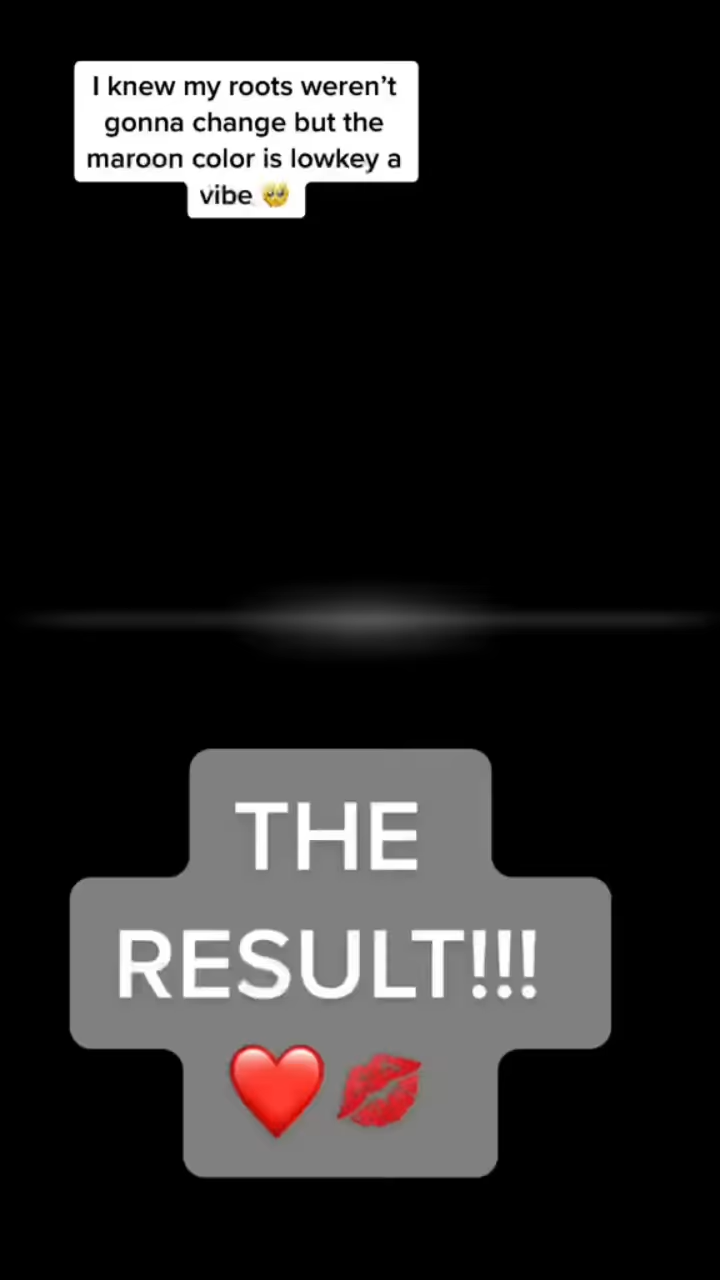 I knew my roots weren’t
gonna change but the
maroon color is lowkey a
vibe 🥺
THE
RESULT!!!
❤️💋